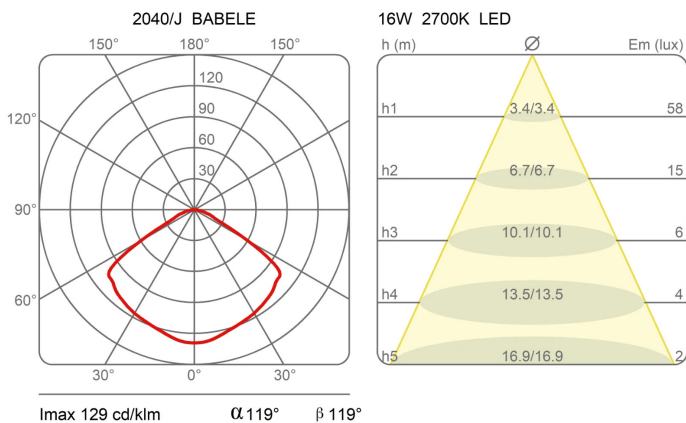 2040/J BABELE
150° 180° 150°
120
90
60
30
120°
90°
60°
30° 0° 30°
Imax 129 cd/klm α 119° β 119°
16W 2700K LED
h (m) Ø Em (lux)
h1 3.4/3.4 58
h2 6.7/6.7 15
h3 10.1/10.1 6
h4 13.5/13.5 4
h5 16.9/16.9 2